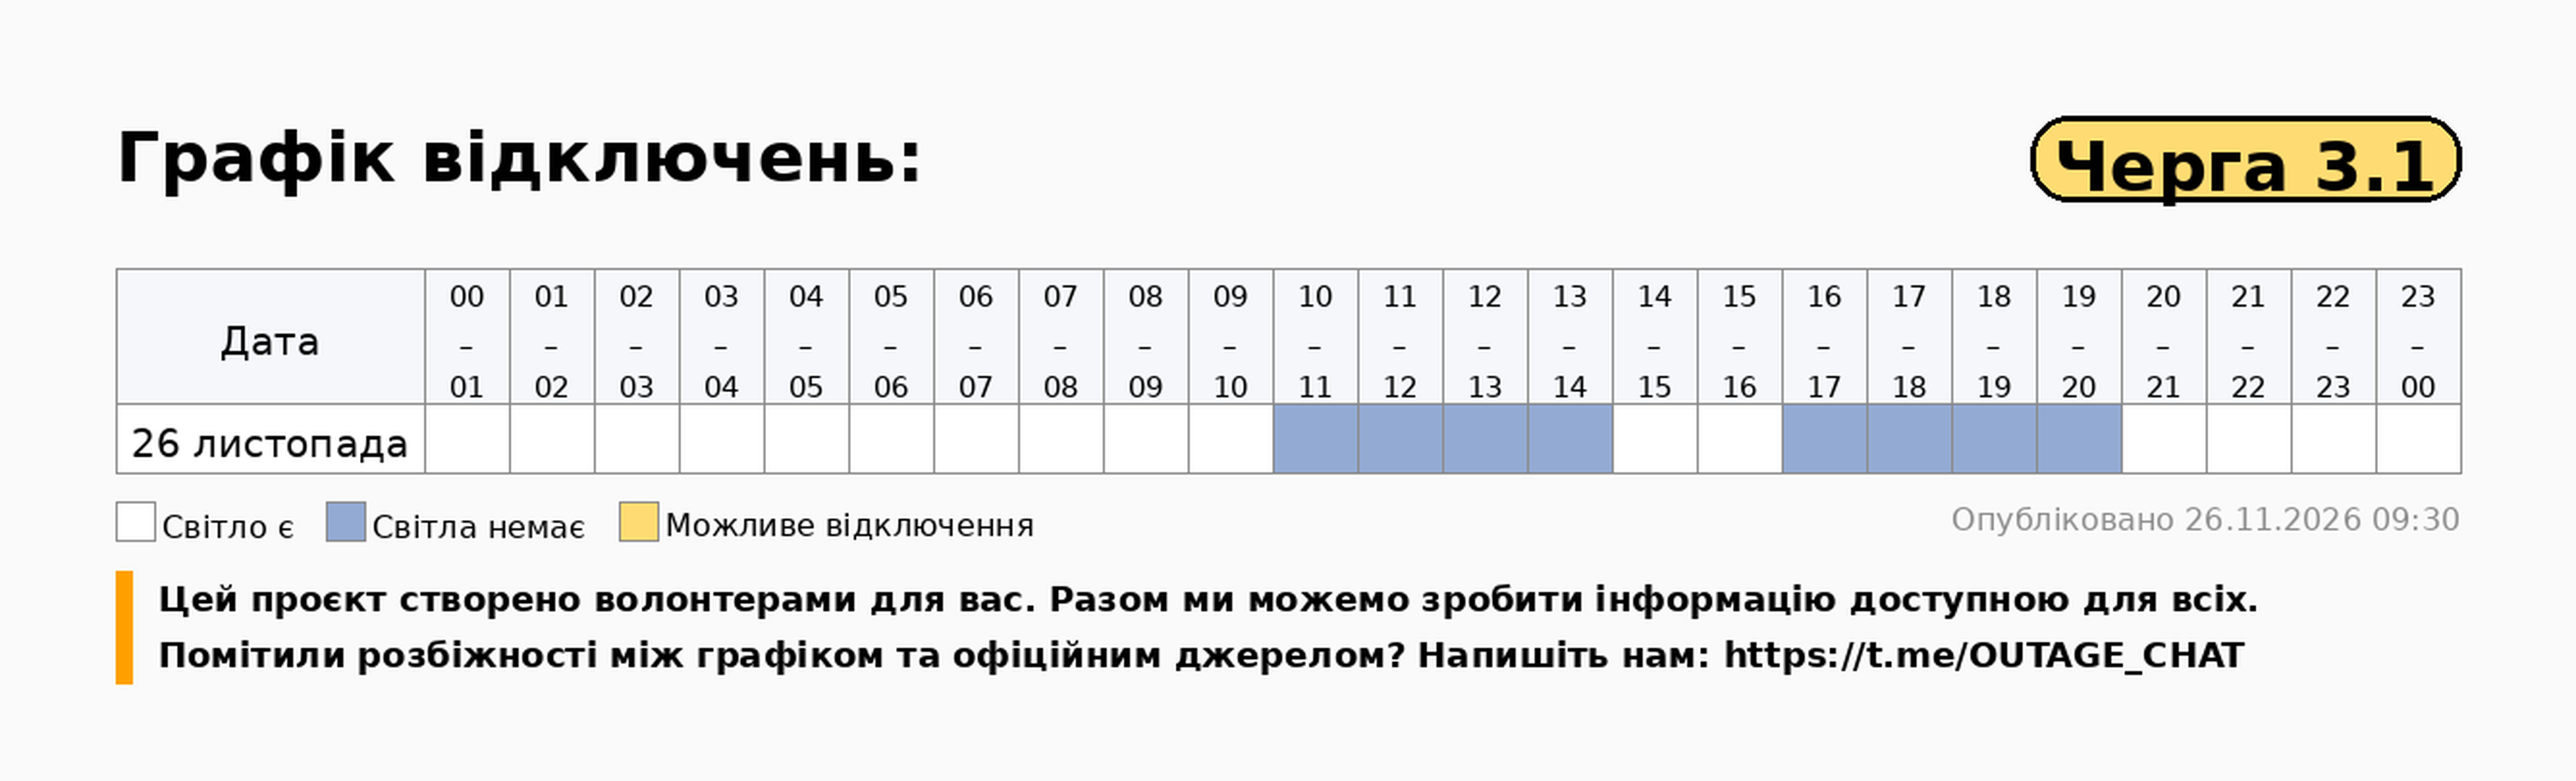 Графік відключень:
Черга 3.1
Дата
00 – 01
01 – 02
02 – 03
03 – 04
04 – 05
05 – 06
06 – 07
07 – 08
08 – 09
09 – 10
10 – 11
11 – 12
12 – 13
13 – 14
14 – 15
15 – 16
16 – 17
17 – 18
18 – 19
19 – 20
20 – 21
21 – 22
22 – 23
23 – 00
26 листопада
Світло є
Світла немає
Можливе відключення
Опубліковано 26.11.2026 09:30
Цей проєкт створено волонтерами для вас. Разом ми можемо зробити інформацію доступною для всіх.
Помітили розбіжності між графіком та офіційним джерелом? Напишіть нам: https://t.me/OUTAGE_CHAT